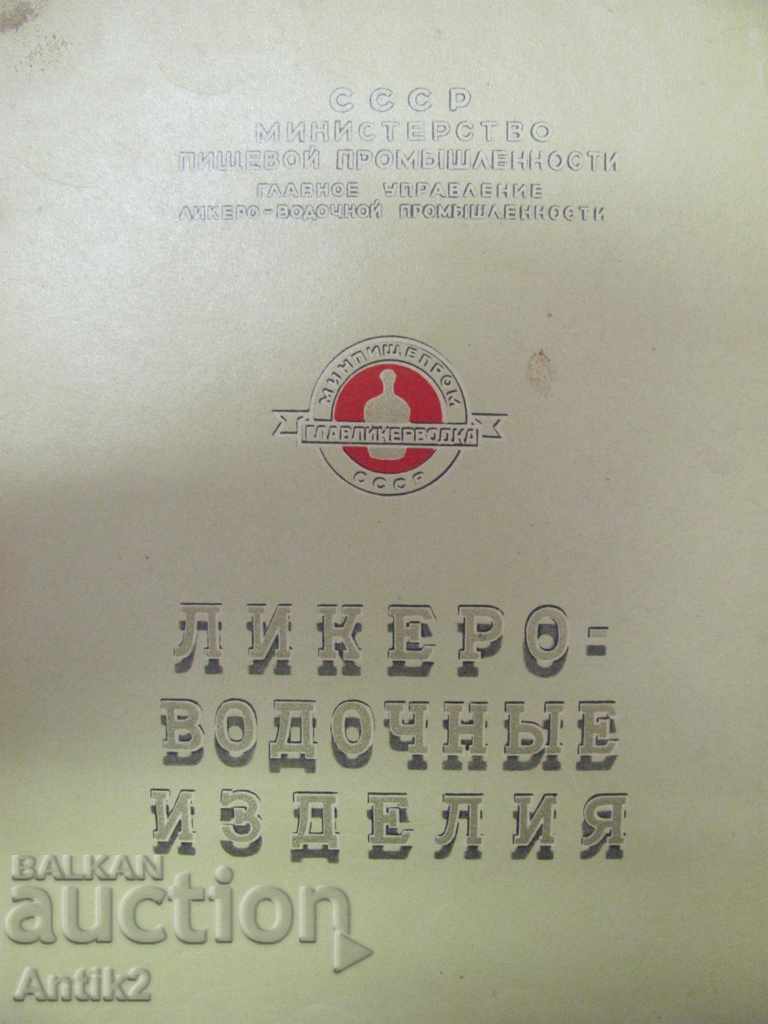 СССР
МИНИСТЕРСТВО
ПИЩЕВОЙ ПРОМЫШЛЕННОСТИ
ГЛАВНОЕ УПРАВЛЕНИЕ
ЛИКЕРО-ВОДОЧНОЙ ПРОМЫШЛЕННОСТИ
МИНПИЩЕПРОМ
ГЛАВЛИКЕРВОДКА
СССР
ЛИКЕРО-
ВОДОЧНЫЕ
ИЗДЕЛИЯ
BALKAN
auction
Antik2